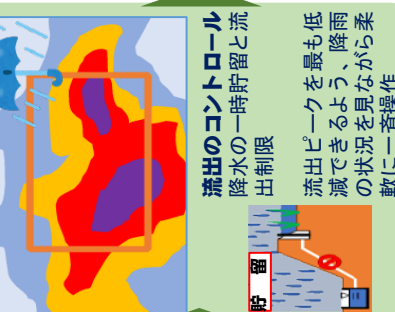 流出のコントロール
降水の一時貯留と流
出制限
流出ピークを最も低
減できるよう、降雨
の状況を見ながら柔
軟に一斉操作
貯 留